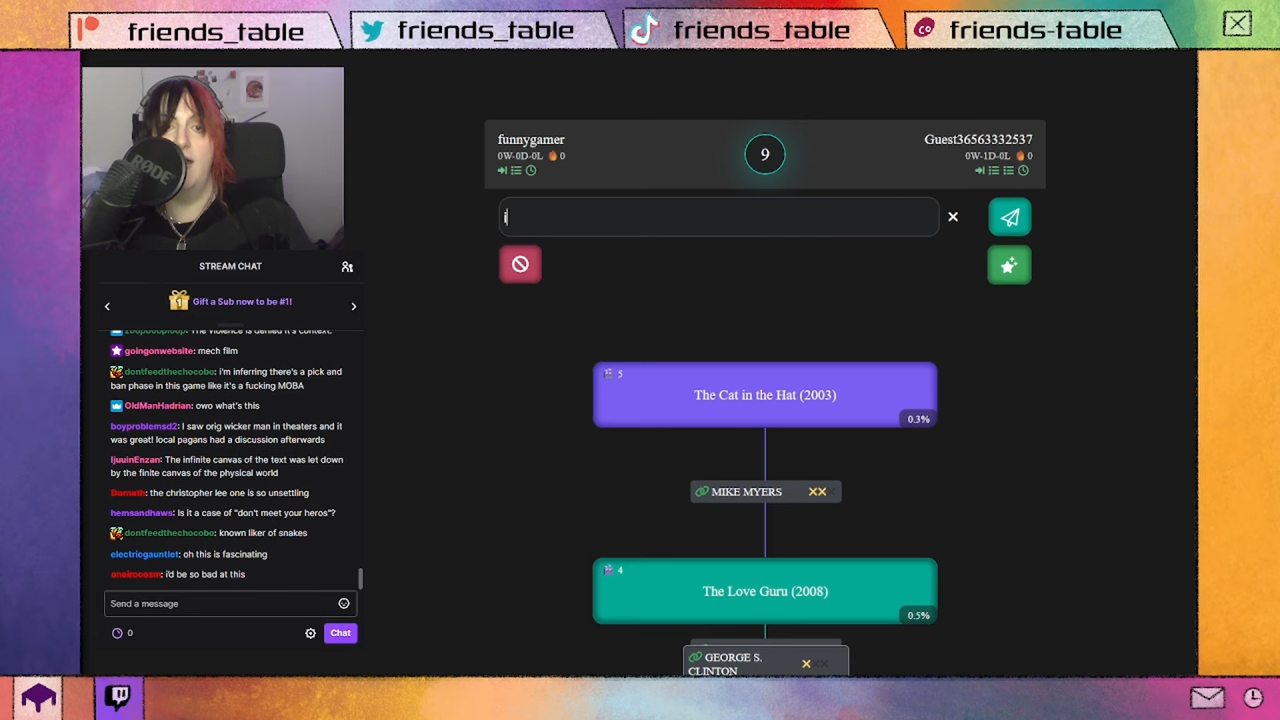 friends_table
friends_table
friends_table
friends-table
RØDE
funnygamer
0W-0D-0L 0
9
Guest36563332537
0W-1D-0L 0
i
STREAM CHAT
1 Gift a Sub now to be #1!
goingonwebsite: mech film
dontfeedthechocobo: i'm inferring there's a pick and
ban phase in this game like it's a fucking MOBA
OldManHadrian: owo what's this
boyproblemsd2: I saw orig wicker man in theaters and it
was great! local pagans had a discussion afterwards
IjuuinEnzan: The infinite canvas of the text was let down
by the finite canvas of the physical world
Dornath: the christopher lee one is so unsettling
hemsandhaws: Is it a case of "don't meet your heros"?
dontfeedthechocobo: known liker of snakes
electricgauntlet: oh this is fascinating
oneirocosm: i'd be so bad at this
Send a message
0
Chat
5
The Cat in the Hat (2003)
0.3%
MIKE MYERS
4
The Love Guru (2008)
0.5%
GEORGE S.
CLINTON